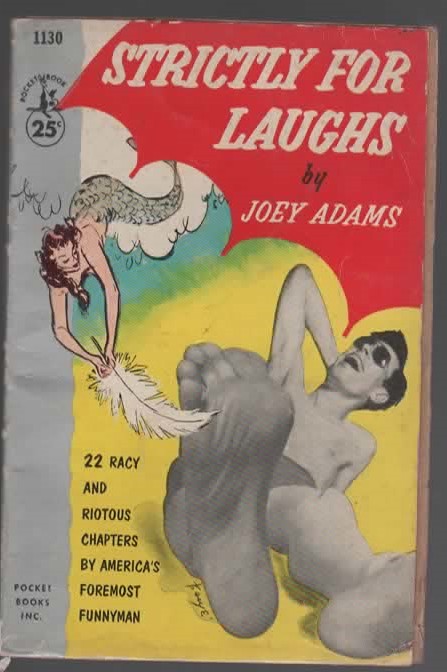 1130
POCKET BOOK
25¢
STRICTLY FOR
LAUGHS
by
JOEY ADAMS
22 RACY
AND
RIOTOUS
CHAPTERS
BY AMERICA'S
FOREMOST
FUNNYMAN
POCKET
BOOKS
INC.